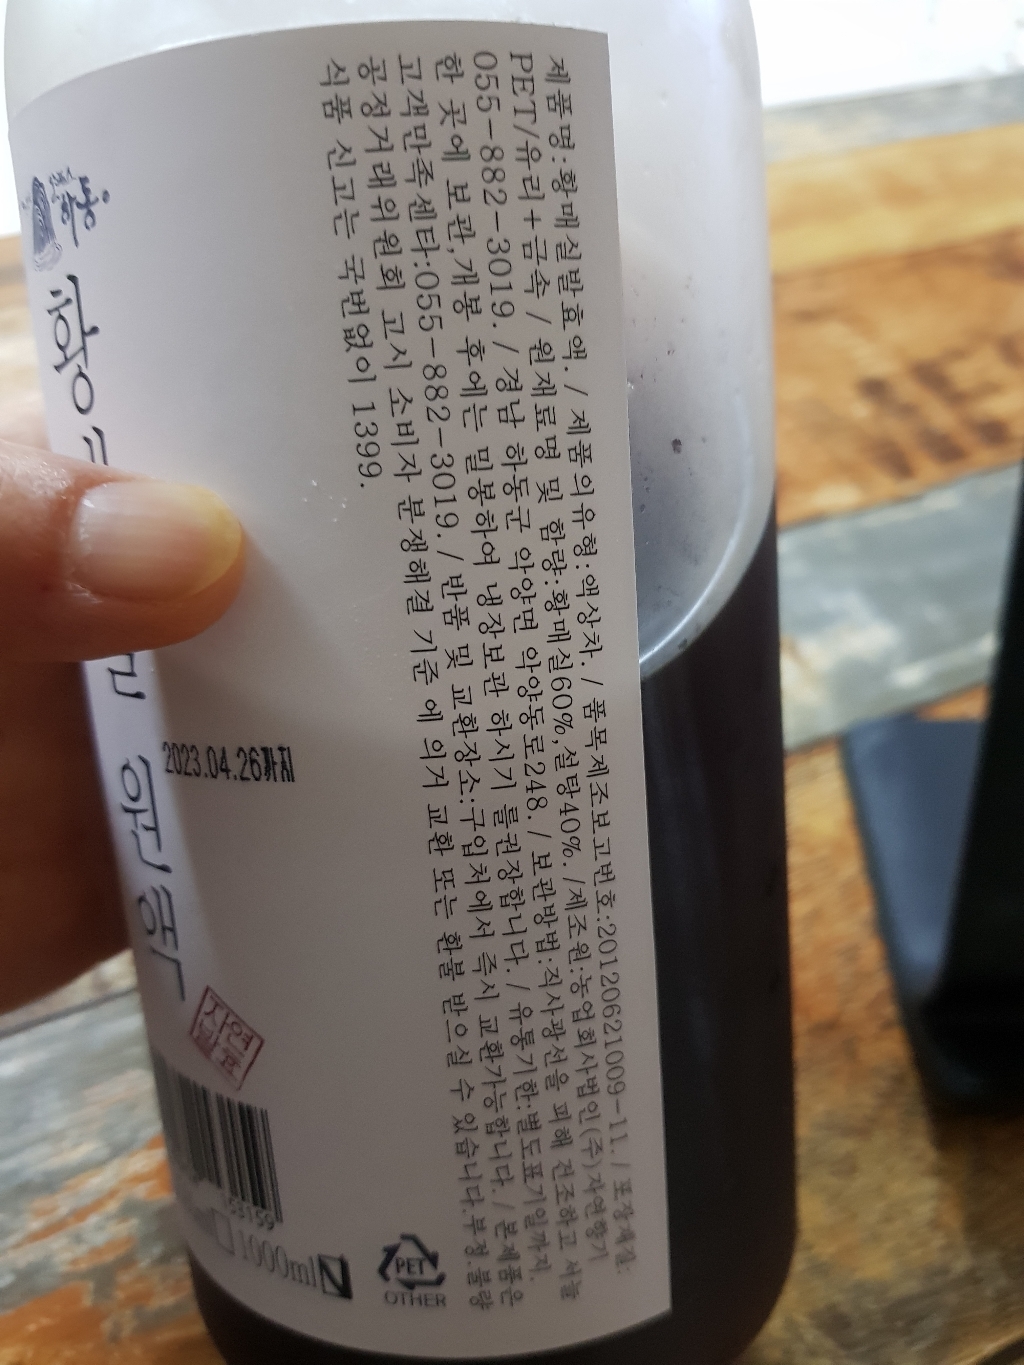 제품명:황매실발효액. / 제품의유형:액상차. / 품목제조보고번호:20120621009-11. / 포장재질:
PET/유리+금속 / 원재료명 및 함량:황매실60%,설탕40%. /제조원:농업회사법인(주)자연향기
055-882-3019. / 경남 하동군 악양면 악양동로248. / 보관방법:직사광선을 피해 건조하고 서늘
한 곳에 보관,개봉 후에는 밀봉하여 냉장보관 하시기 를권장합니다. / 유통기한:별도표기일까지.
고객만족센타:055-882-3019. / 반품 및 교환장소:구입처에서 즉시 교환가능합니다. / 본제품은
공정거래위원회 고시 소비자 분쟁해결 기준 에 의거 교환 또는 환불 받으실 수 있습니다.부정.불량
식품 신고는 국번없이 1399.
2023.04.26까지
자연
발효
1000ml
PET
OTHER